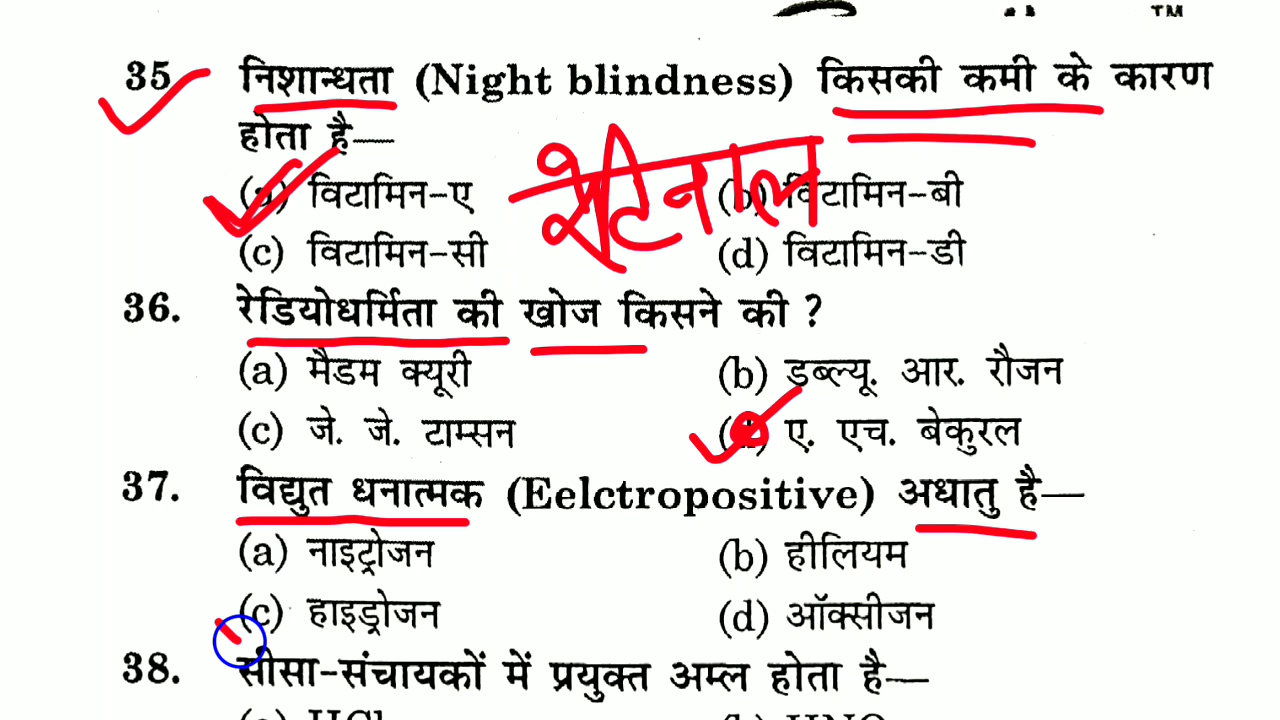 TM
35 निशान्धता (Night blindness) किसकी कमी के कारण
होता है—
(a) विटामिन-ए (b) विटामिन-बी
रेटिनाल
(c) विटामिन-सी (d) विटामिन-डी
36. रेडियोधर्मिता की खोज किसने की ?
(a) मैडम क्यूरी (b) डब्ल्यू. आर. रौजन
(c) जे. जे. टाम्सन (d) ए. एच. बेकुरल
37. विद्युत धनात्मक (Eelctropositive) अधातु है—
(a) नाइट्रोजन (b) हीलियम
(c) हाइड्रोजन (d) ऑक्सीजन
38. सीसा-संचायकों में प्रयुक्त अम्ल होता है—